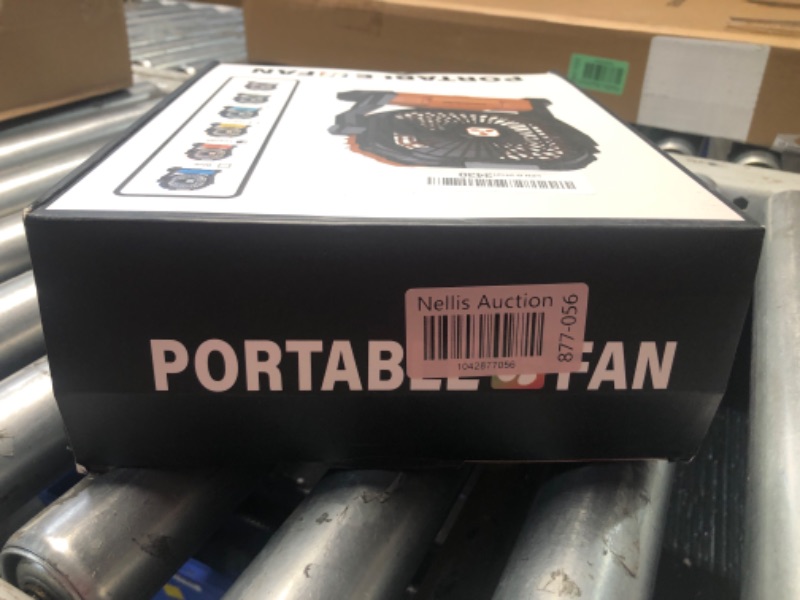 PORTABLE FAN
Nellis Auction
1042877056
877-056
PORTABLE FAN